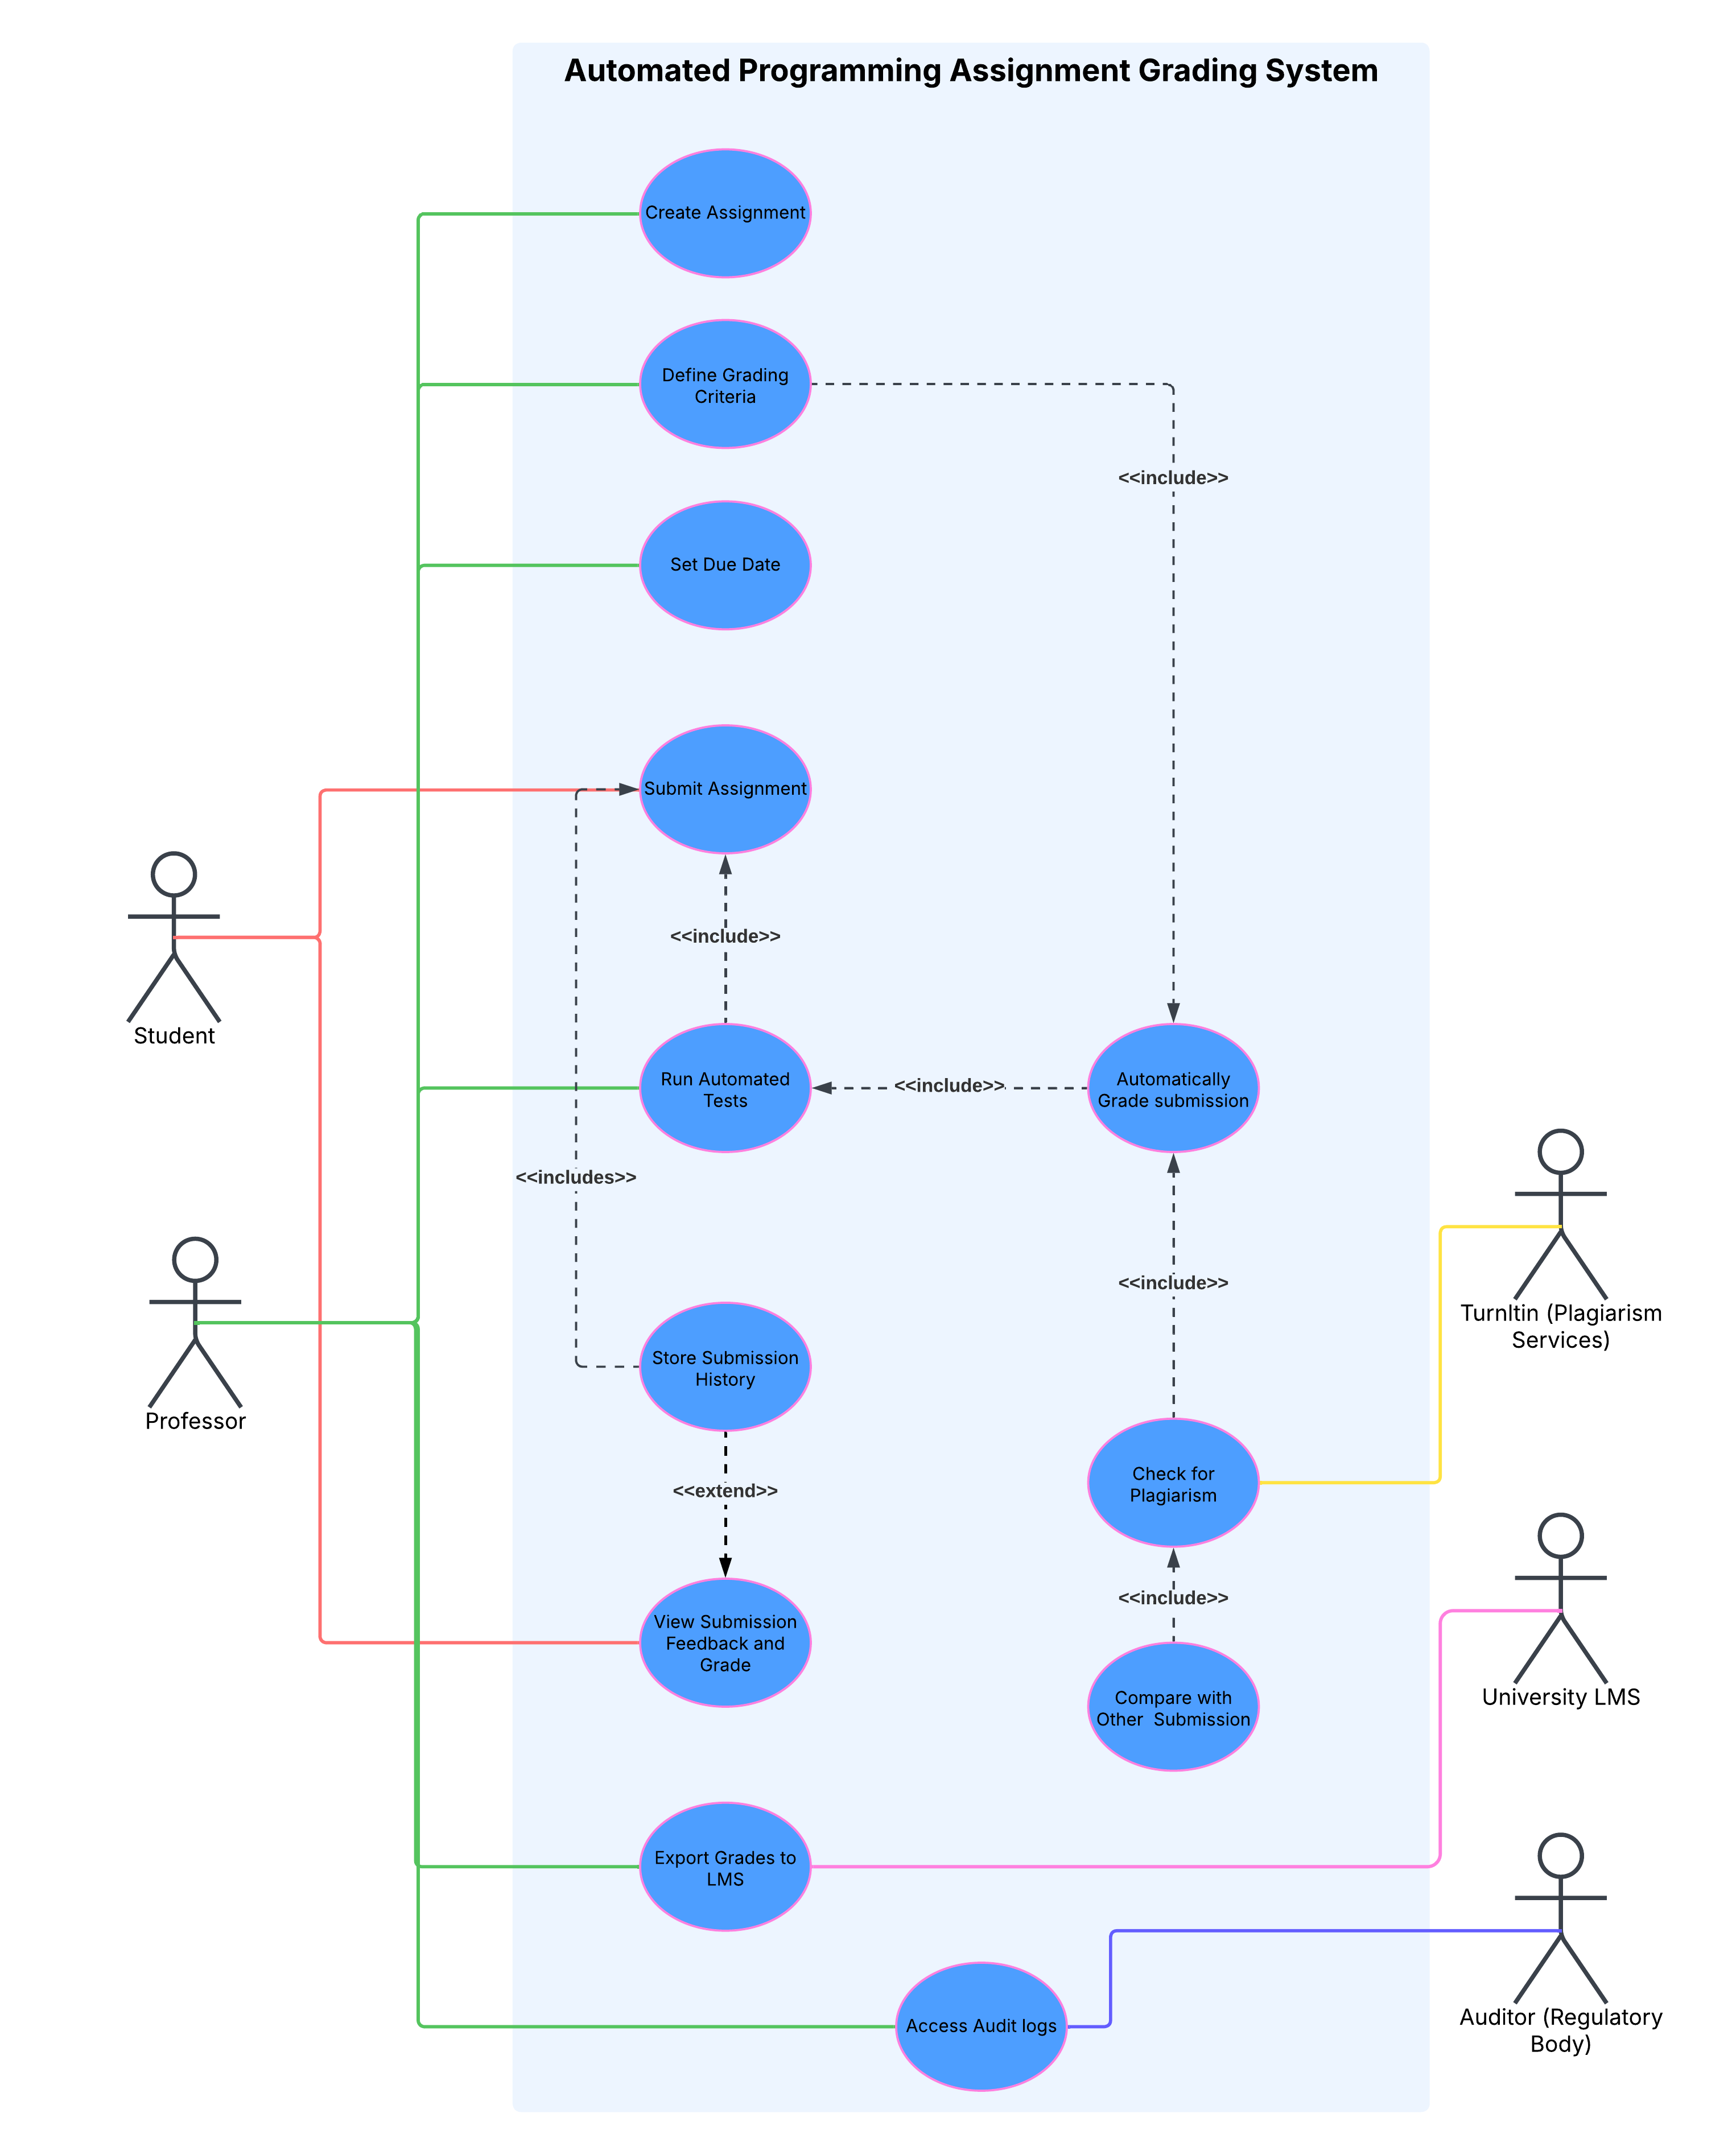 Automated Programming Assignment Grading System
Create Assignment
Define Grading
Criteria
<<include>>
Set Due Date
Submit Assignment
<<include>>
Student
Run Automated
Tests
<<include>>
Automatically
Grade submission
<<includes>>
<<include>>
TurnItin (Plagiarism
Services)
Professor
Store Submission
History
<<extend>>
Check for
Plagiarism
<<include>>
View Submission
Feedback and
Grade
Compare with
Other  Submission
University LMS
Export Grades to
LMS
Access Audit logs
Auditor (Regulatory
Body)